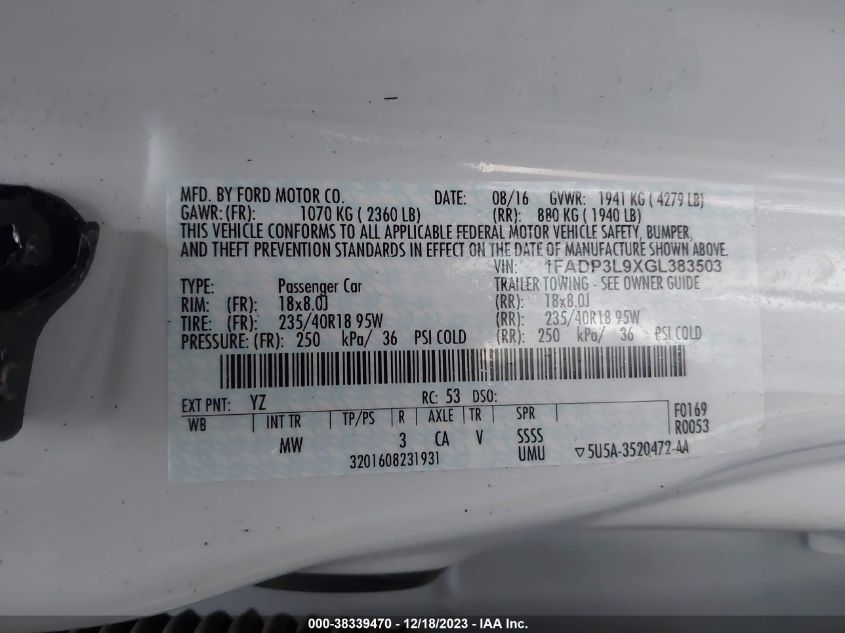 MFD. BY FORD MOTOR CO. DATE: 08/16 GVWR: 1941 KG ( 4279 LB)
GAWR: (FR): 1070 KG ( 2360 LB) (RR): 880 KG ( 1940 LB)
THIS VEHICLE CONFORMS TO ALL APPLICABLE FEDERAL MOTOR VEHICLE SAFETY, BUMPER,
AND THEFT PREVENTION STANDARDS IN EFFECT ON THE DATE OF MANUFACTURE SHOWN ABOVE.
VIN: 1FADP3L9XGL383503
TYPE: Passenger Car TRAILER TOWING - SEE OWNER GUIDE
RIM: (FR): 18x8.0J (RR): 18x8.0J
TIRE: (FR): 235/40R18 95W (RR): 235/40R18 95W
PRESSURE: (FR): 250 kPa/ 36 PSI COLD (RR): 250 kPa/ 36 PSI COLD
EXT PNT: YZ RC: 53 DSO:
WB INT TR TP/PS R AXLE TR SPR F0169
R0053
MW 3 CA V SSSS
3201608231931 UMU ▽5U5A-3520472-AA
000-38339470 - 12/18/2023 - IAA Inc.